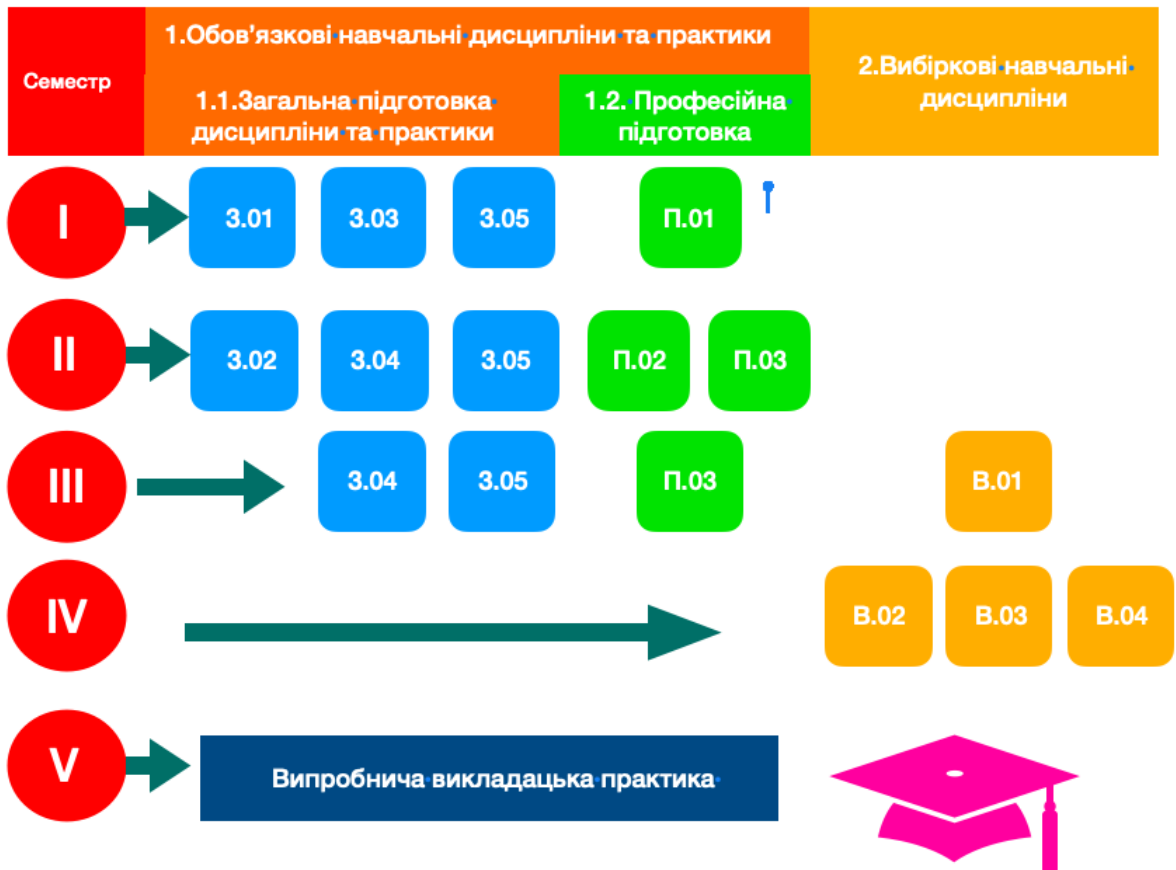 Семестр
1.Обов’язкові навчальні дисципліни та практики
1.1.Загальна підготовка
дисципліни та практики
1.2. Професійна
підготовка
2.Вибіркові навчальні
дисципліни
I
З.01
З.03
З.05
П.01
II
З.02
З.04
З.05
П.02
П.03
III
З.04
З.05
П.03
В.01
IV
В.02
В.03
В.04
V
Випробнича викладацька практика